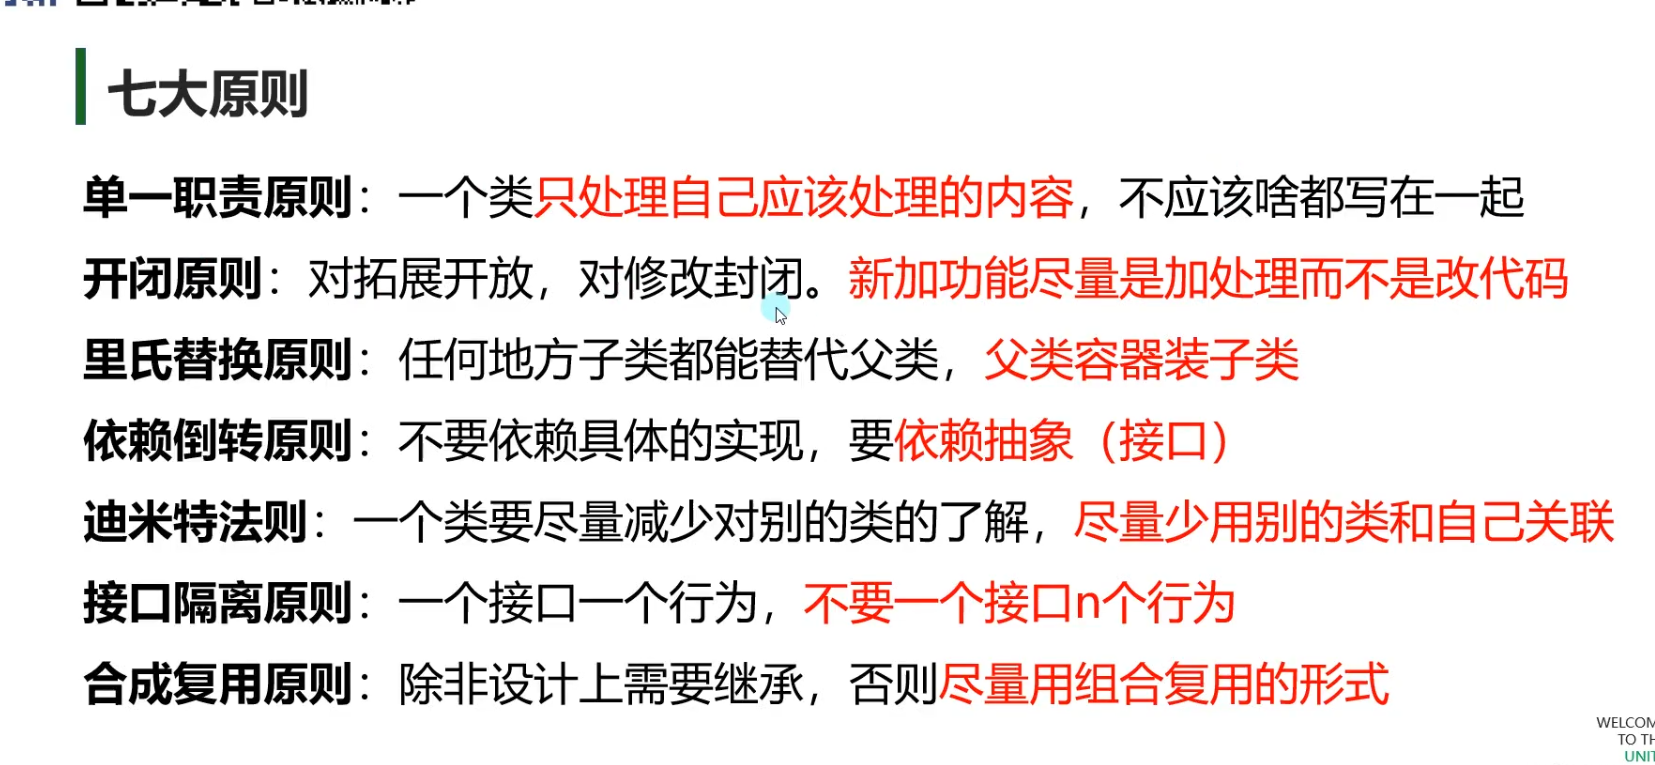 七大原则
单一职责原则：一个类只处理自己应该处理的内容，不应该啥都写在一起
开闭原则：对拓展开放，对修改封闭。新加功能尽量是加处理而不是改代码
里氏替换原则：任何地方子类都能替代父类，父类容器装子类
依赖倒转原则：不要依赖具体的实现，要依赖抽象（接口）
迪米特法则：一个类要尽量减少对别的类的了解，尽量少用别的类和自己关联
接口隔离原则：一个接口一个行为，不要一个接口n个行为
合成复用原则：除非设计上需要继承，否则尽量用组合复用的形式
WELCOM
TO TH
UNIT